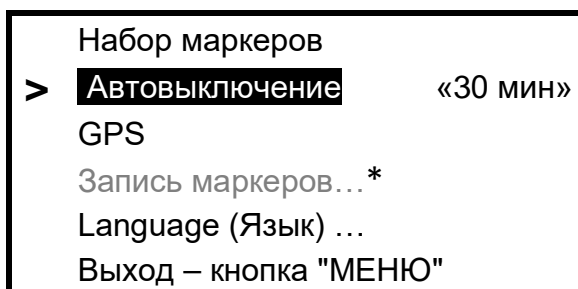 Набор маркеров
> Автовыключение «30 мин»
GPS
Запись маркеров…*
Language (Язык) …
Выход – кнопка "МЕНЮ"